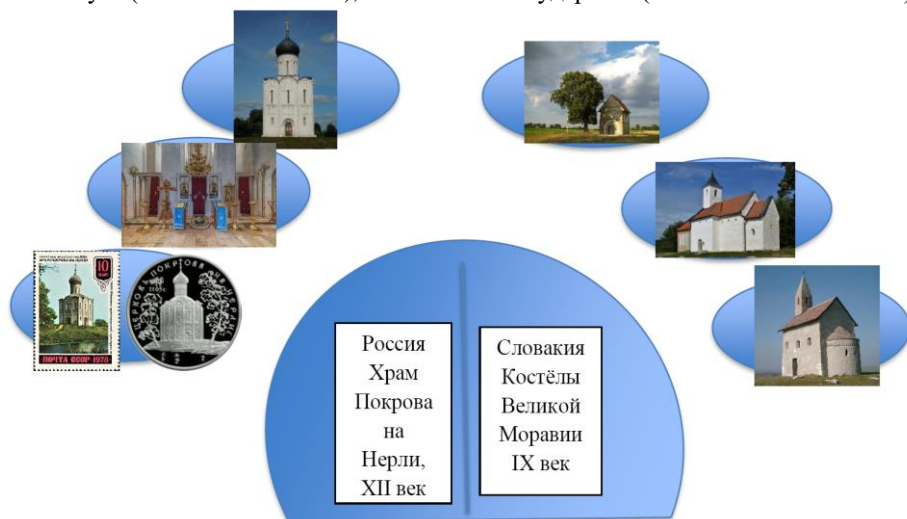 10
ПОЧТА СССР 1978
ЦЕРКОВЬ ПОКРОВА НА НЕРЛИ
Россия
Храм
Покрова
на
Нерли,
XII век
Словакия
Костёлы
Великой
Моравии
IX век